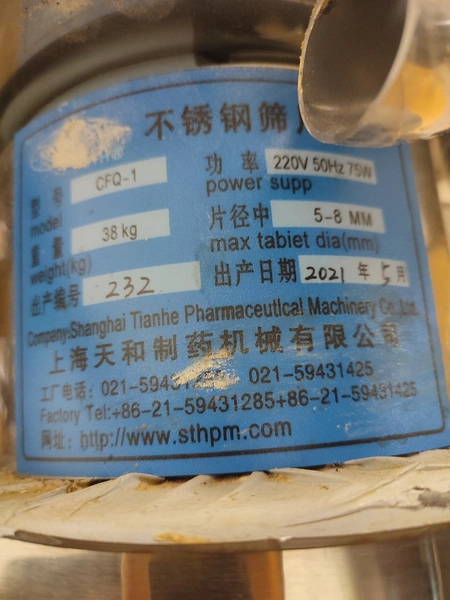 不锈钢筛
型号 CFQ-1 功率 220V 50Hz 75W
model power supp
重量 38 kg 片径中 5-8 MM
weight(kg) max tabiet dia(mm)
出产编号 232 出产日期 2021 年 5 月
Company:Shanghai Tianhe Pharmaceutical Machinery Co.,Ltd.
上海天和制药机械有限公司
工厂电话: 021-59431 021-59431425
Factory Tel:+86-21-59431285+86-21-59431425
网址: http://www.sthpm.com